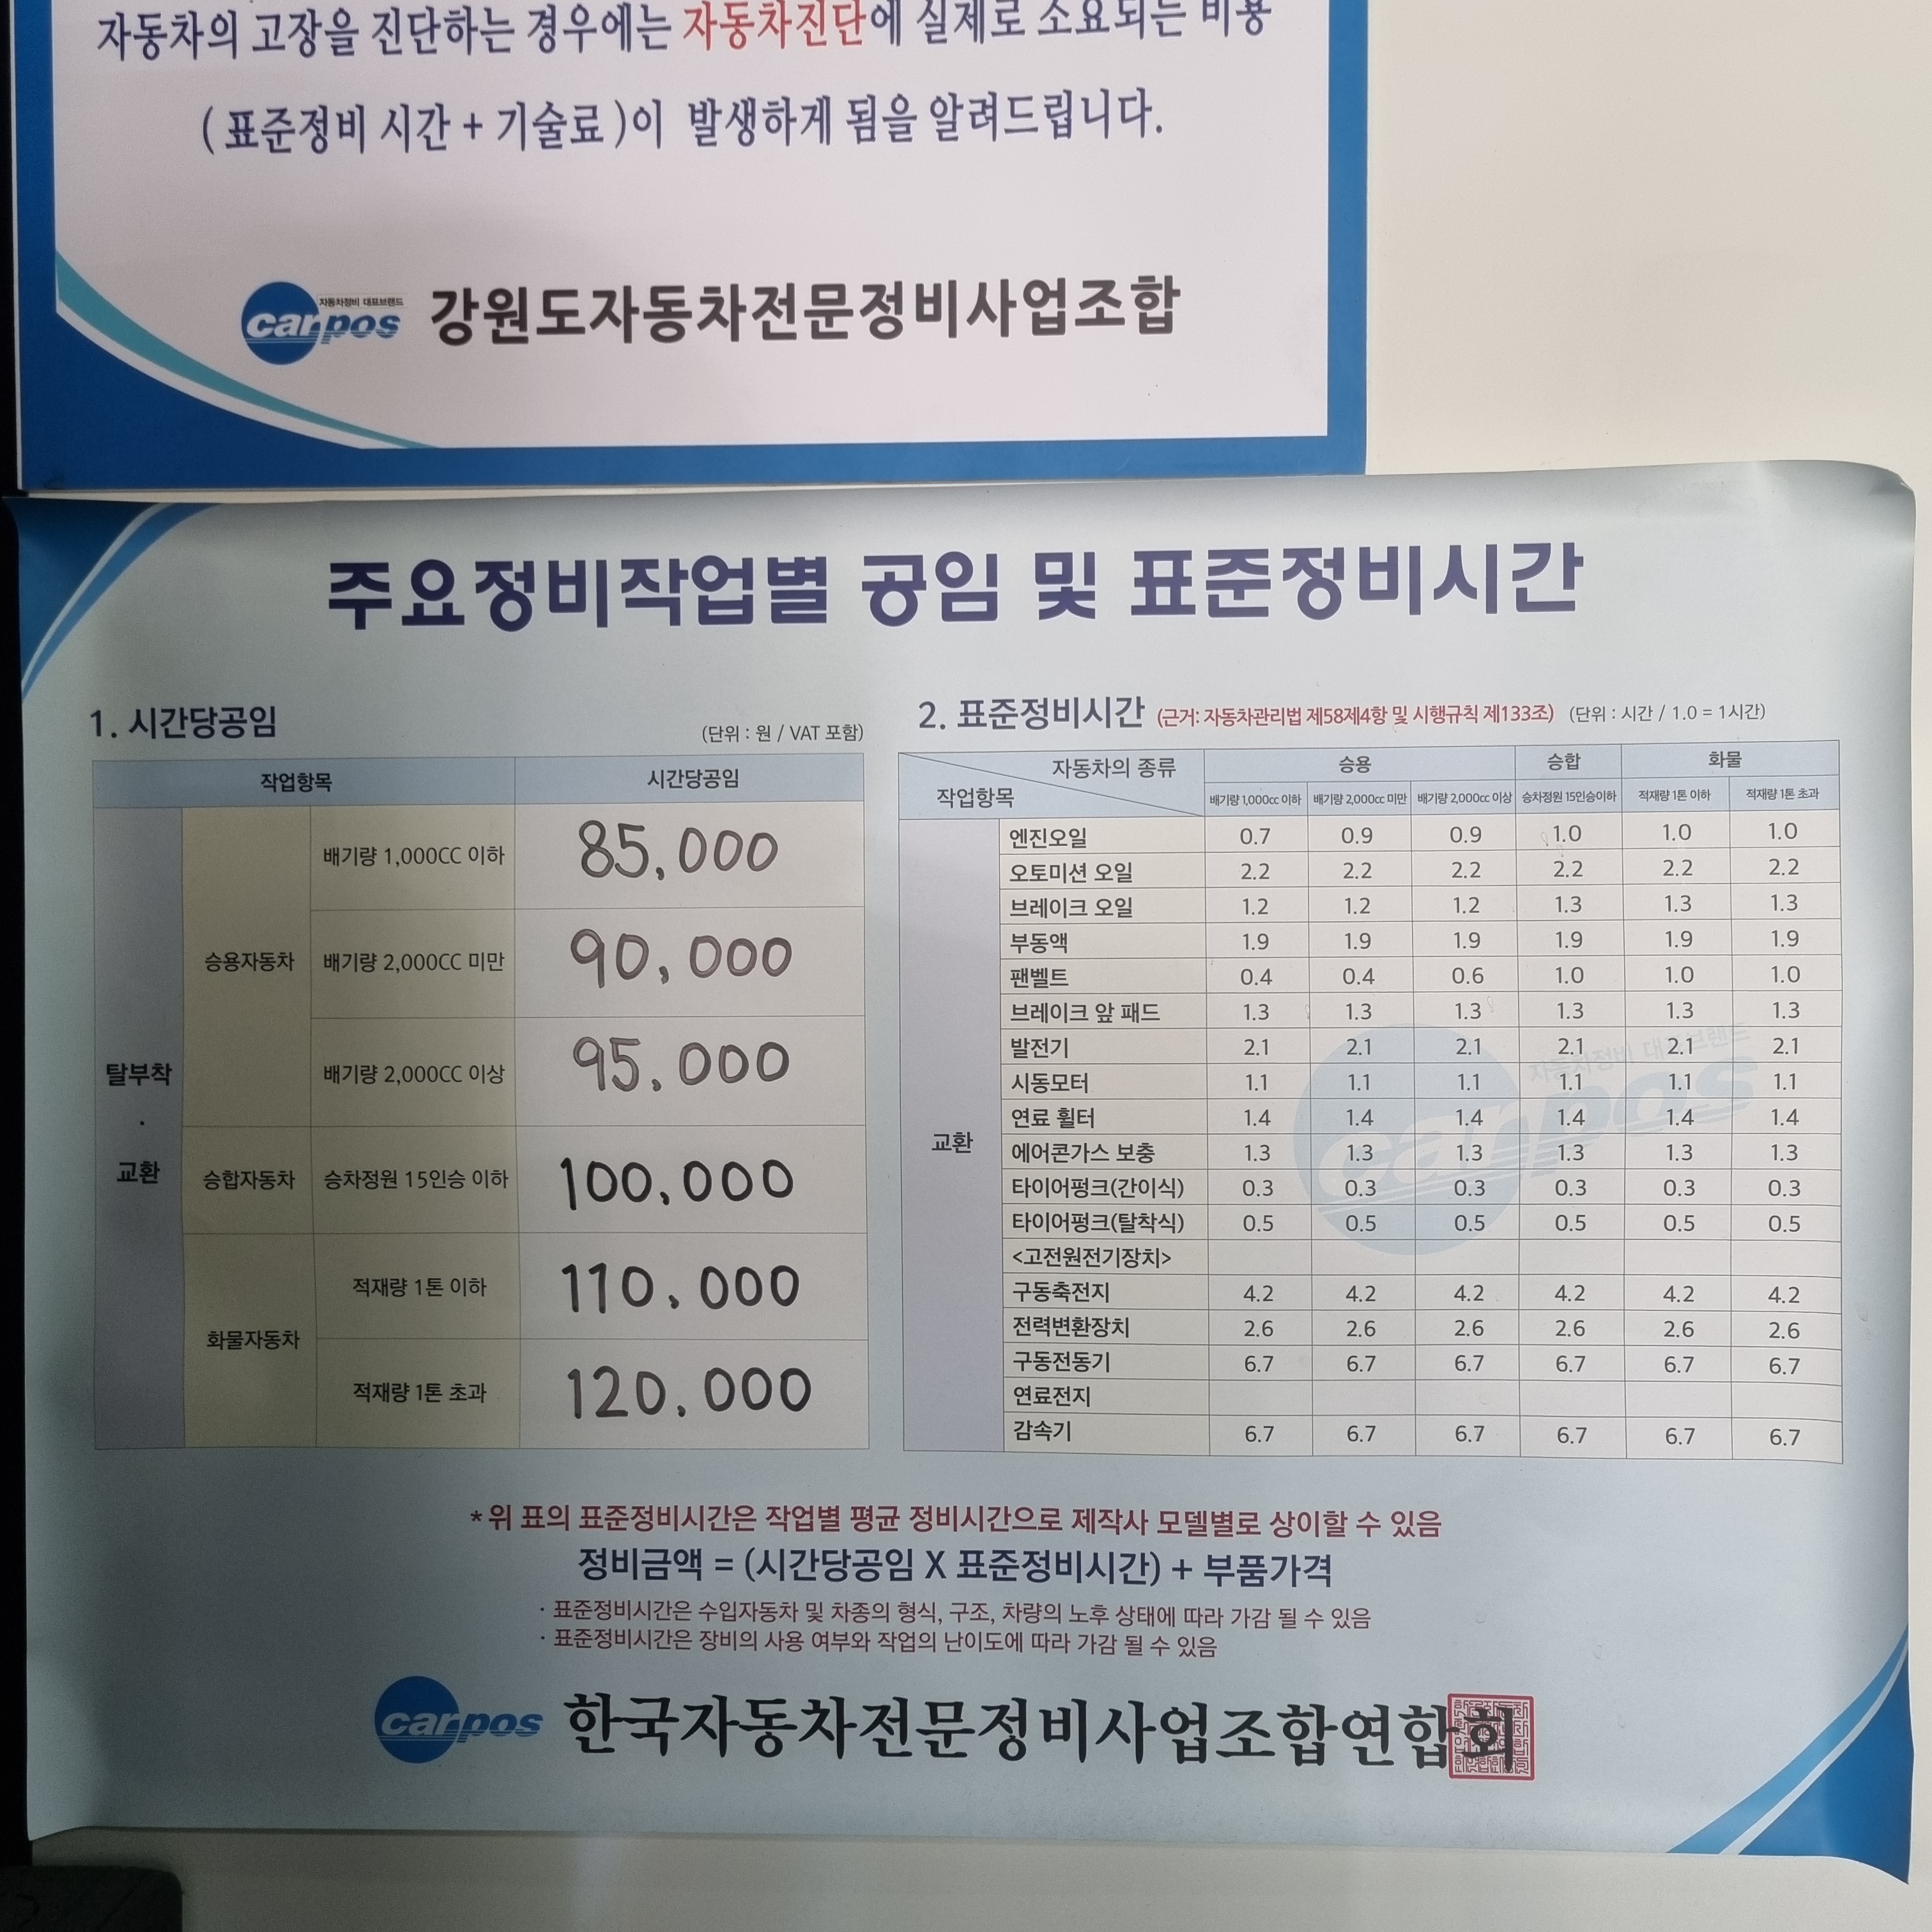 자동차의 고장을 진단하는 경우에는 자동차진단에 실제로 소요되는 비용
( 표준정비 시간 + 기술료 )이 발생하게 됨을 알려드립니다.
자동차정비 대표브랜드
carpos 강원도자동차전문정비사업조합
주요정비작업별 공임 및 표준정비시간
1. 시간당공임 (단위 : 원 / VAT 포함)
작업항목 시간당공임
탈부착 · 교환
승용자동차
배기량 1,000CC 이하 85,000
배기량 2,000CC 미만 90,000
배기량 2,000CC 이상 95.000
승합자동차 승차정원 15인승 이하 100,000
화물자동차
적재량 1톤 이하 110.000
적재량 1톤 초과 120.000
2. 표준정비시간 (근거: 자동차관리법 제58제4항 및 시행규칙 제133조) (단위 : 시간 / 1.0 = 1시간)
자동차의 종류 승용 승합 화물
작업항목 배기량 1,000cc 이하 배기량 2,000cc 미만 배기량 2,000cc 이상 승차정원 15인승이하 적재량 1톤 이하 적재량 1톤 초과
교환
엔진오일 0.7 0.9 0.9 1.0 1.0 1.0
오토미션 오일 2.2 2.2 2.2 2.2 2.2 2.2
브레이크 오일 1.2 1.2 1.2 1.3 1.3 1.3
부동액 1.9 1.9 1.9 1.9 1.9 1.9
팬벨트 0.4 0.4 0.6 1.0 1.0 1.0
브레이크 앞 패드 1.3 1.3 1.3 1.3 1.3 1.3
발전기 2.1 2.1 2.1 2.1 2.1 2.1
시동모터 1.1 1.1 1.1 1.1 1.1 1.1
연료 휠터 1.4 1.4 1.4 1.4 1.4 1.4
에어콘가스 보충 1.3 1.3 1.3 1.3 1.3 1.3
타이어펑크(간이식) 0.3 0.3 0.3 0.3 0.3 0.3
타이어펑크(탈착식) 0.5 0.5 0.5 0.5 0.5 0.5
<고전원전기장치>
구동축전지 4.2 4.2 4.2 4.2 4.2 4.2
전력변환장치 2.6 2.6 2.6 2.6 2.6 2.6
구동전동기 6.7 6.7 6.7 6.7 6.7 6.7
연료전지
감속기 6.7 6.7 6.7 6.7 6.7 6.7
자동차정비 대표브랜드
carpos
* 위 표의 표준정비시간은 작업별 평균 정비시간으로 제작사 모델별로 상이할 수 있음
정비금액 = (시간당공임 X 표준정비시간) + 부품가격
· 표준정비시간은 수입자동차 및 차종의 형식, 구조, 차량의 노후 상태에 따라 가감 될 수 있음
· 표준정비시간은 장비의 사용 여부와 작업의 난이도에 따라 가감 될 수 있음
carpos 한국자동차전문정비사업조합연합회